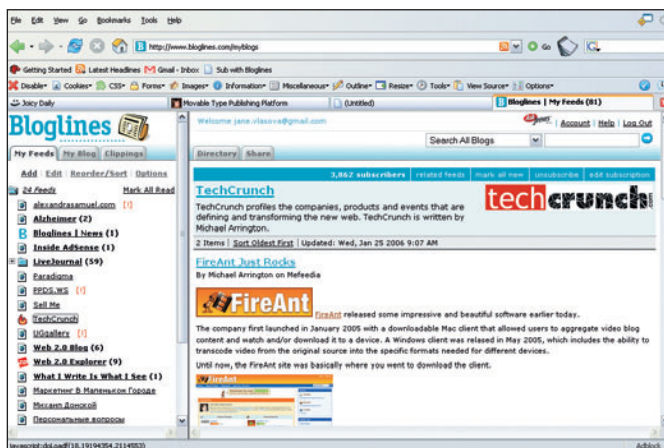 File Edit View Go Bookmarks Tools Help
http://www.bloglines.com/myblogs Go
Getting Started Latest Headlines Gmail - Inbox Sub with Bloglines
Disable Cookies CSS Forms Images Information Miscellaneous Outline Resize Tools View Source Options
Joicy Daily Movable Type Publishing Platform (Untitled) Bloglines | My Feeds (81)
Bloglines
Welcome jane.vlasova@gmail.com
Account | Help | Log Out
Search All Blogs
My Feeds My Blog Clippings
Directory Share
Add Edit Reorder/Sort Options
24 Feeds Mark All Read
alexandrasamuel.com [!]
Alzheimer (2)
Bloglines | News (1)
Inside AdSense (1)
LiveJournal (59)
Paradigma
PPDS.WS [!]
Sell Me
TechCrunch
UGgallery [!]
Web 2.0 Blog (6)
Web 2.0 Explorer (9)
What I Write Is What I See (1)
Маркетинг В Маленьком Городе
Михаил Донской
Персональные вопросы
3,862 subscribers | related feeds | mark all new | unsubscribe | edit subscription
TechCrunch
techcrunch
TechCrunch profiles the companies, products and events that are
defining and transforming the new web. TechCrunch is written by
Michael Arrington.
2 Items | Sort Oldest First | Updated: Wed, Jan 25 2006 9:07 AM
FireAnt Just Rocks
By Michael Arrington on Mefeedia
FireAnt
FireAnt released some impressive and beautiful software earlier today.
The company first launched in January 2005 with a downloadable Mac client that allowed users to aggregate video blog
content and watch and/or download it to a device. A Windows client was relased in May 2005, which includes the ability to
transcode video from the original source into the specific formats needed for different devices.
Until now, the FireAnt site was basically where you went to download the client.
javascript:doLoadf(18,19194354,2114553) Adblock